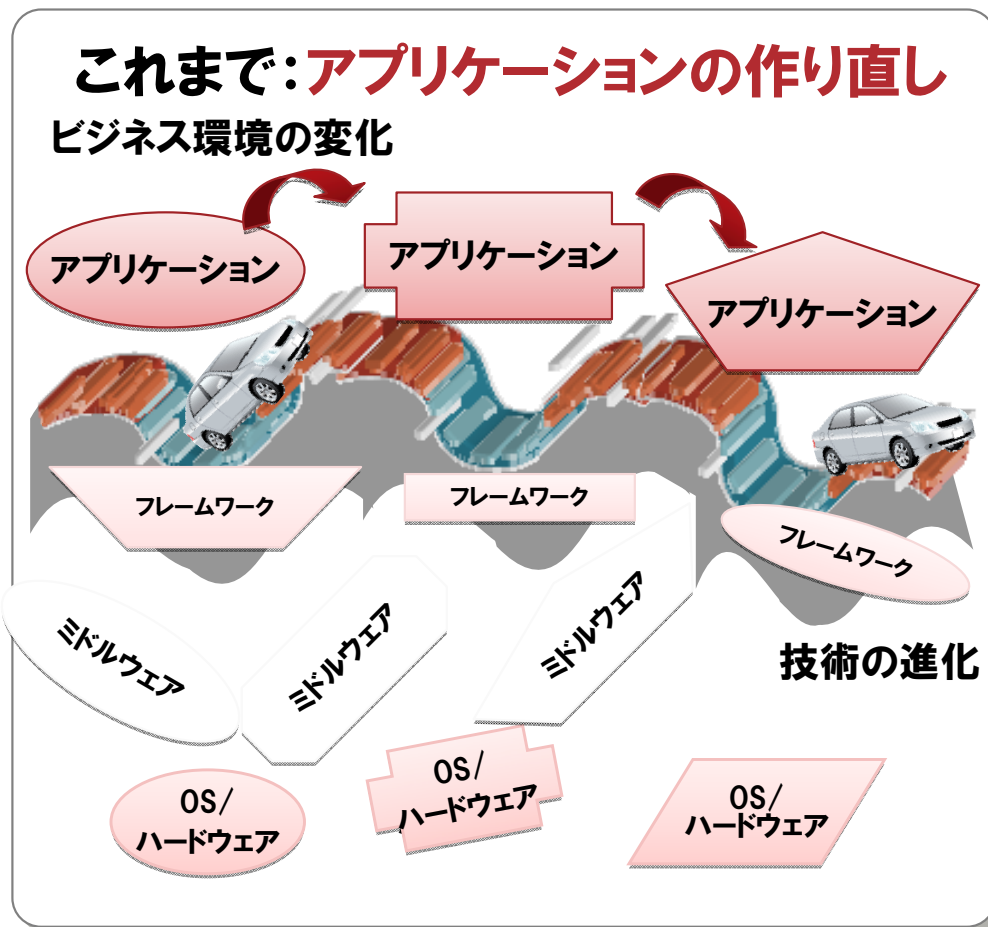 これまで：アプリケーションの作り直し
ビジネス環境の変化
アプリケーション
アプリケーション
アプリケーション
フレームワーク
フレームワーク
フレームワーク
ミドルウェア
ミドルウェア
ミドルウェア
技術の進化
OS/
ハードウェア
OS/
ハードウェア
OS/
ハードウェア